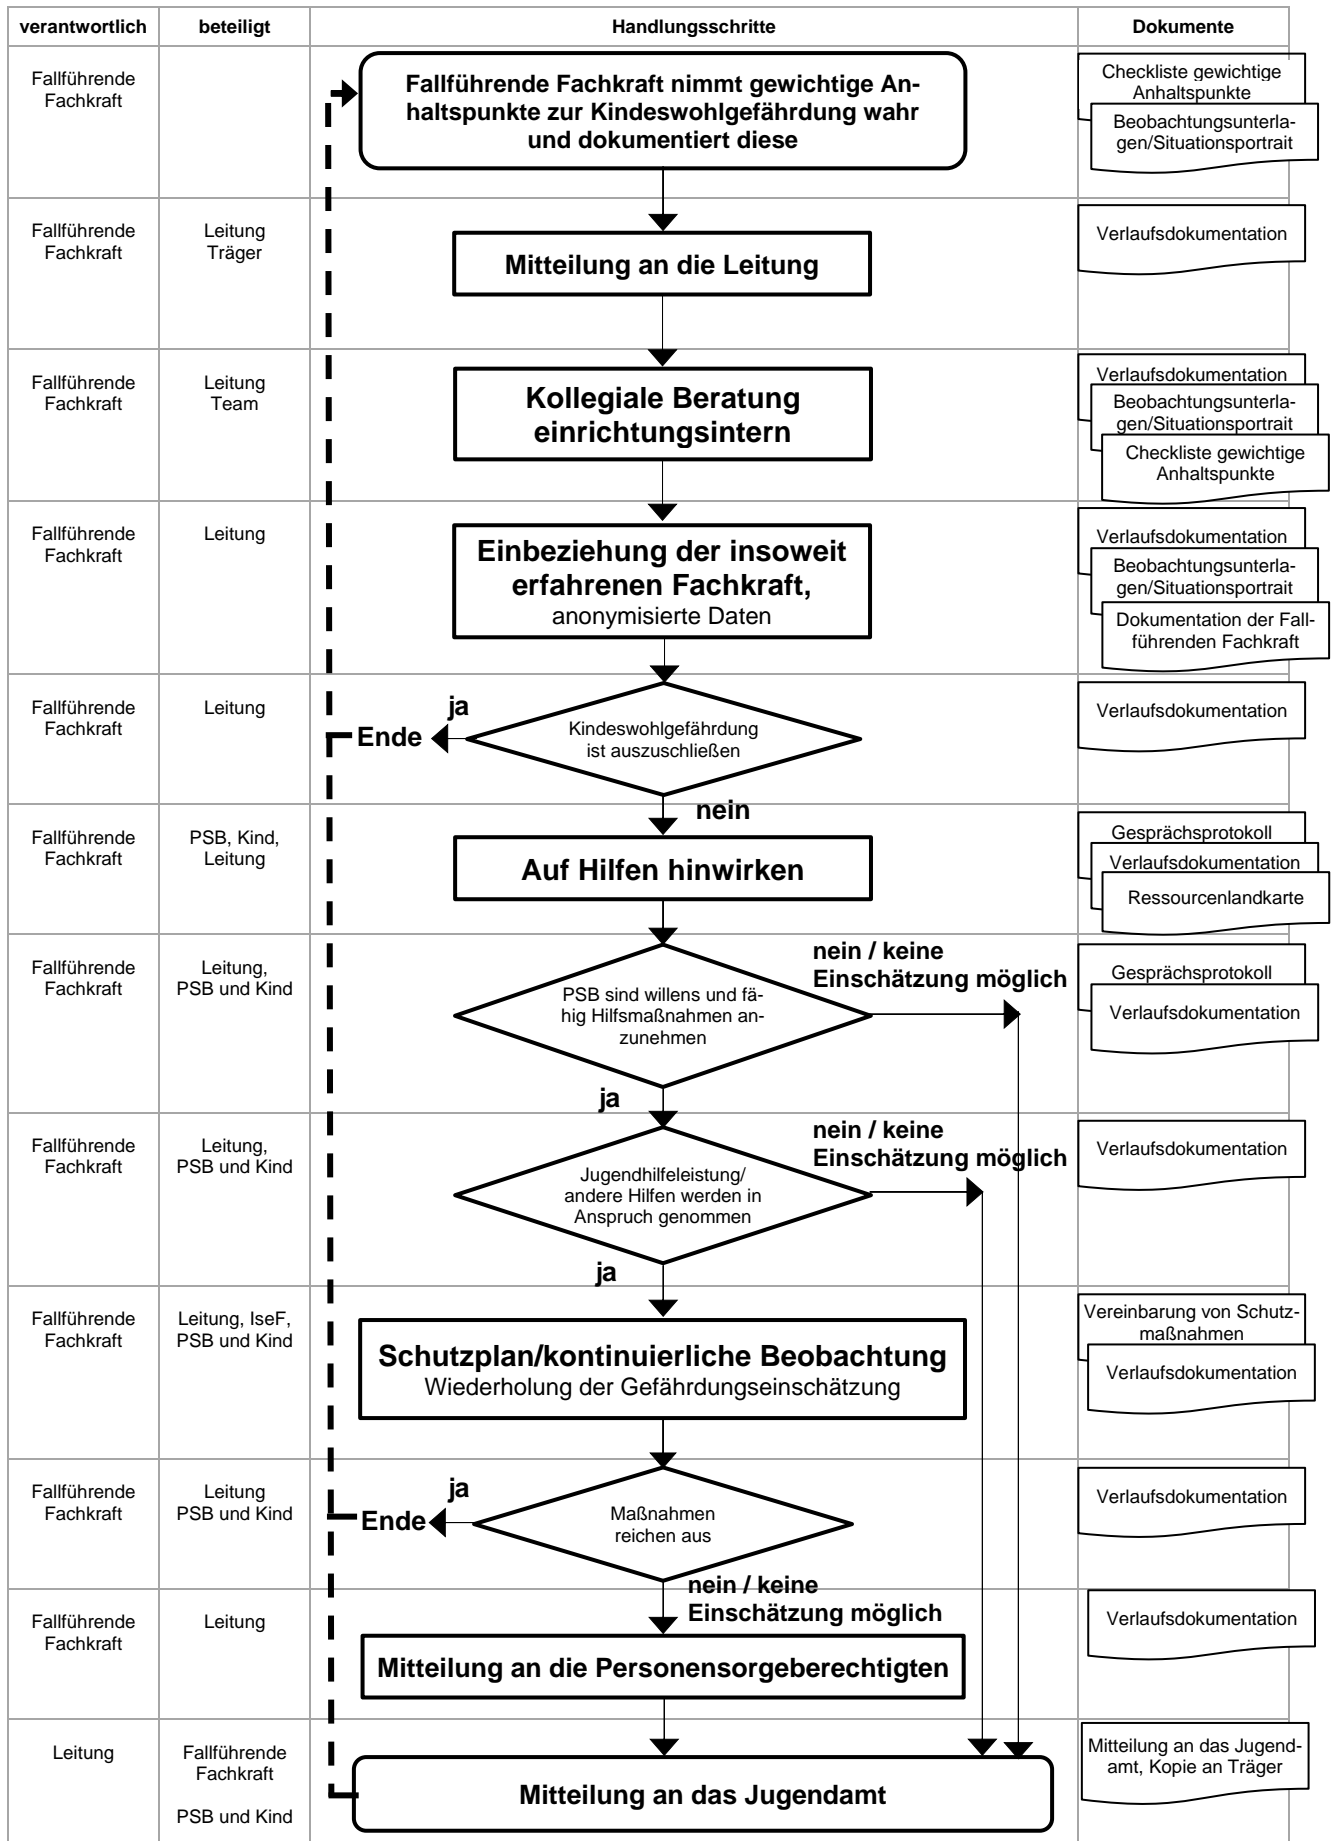 verantwortlich
beteiligt
Handlungsschritte
Dokumente
Fallführende
Fachkraft
Fallführende Fachkraft nimmt gewichtige An-
haltspunkte zur Kindeswohlgefährdung wahr
und dokumentiert diese
Checkliste gewichtige
Anhaltspunkte
Beobachtungsunterla-
gen/Situationsportrait
Fallführende
Fachkraft
Leitung
Träger
Mitteilung an die Leitung
Verlaufsdokumentation
Fallführende
Fachkraft
Leitung
Team
Kollegiale Beratung
einrichtungsintern
Verlaufsdokumentation
Beobachtungsunterla-
gen/Situationsportrait
Checkliste gewichtige
Anhaltspunkte
Fallführende
Fachkraft
Leitung
Einbeziehung der insoweit
erfahrenen Fachkraft,
anonymisierte Daten
Verlaufsdokumentation
Beobachtungsunterla-
gen/Situationsportrait
Dokumentation der Fall-
führenden Fachkraft
Fallführende
Fachkraft
Leitung
ja
Ende
Kindeswohlgefährdung
ist auszuschließen
nein
Verlaufsdokumentation
Fallführende
Fachkraft
PSB, Kind,
Leitung
Auf Hilfen hinwirken
Gesprächsprotokoll
Verlaufsdokumentation
Ressourcenlandkarte
Fallführende
Fachkraft
Leitung,
PSB und Kind
PSB sind willens und fä-
hig Hilfsmaßnahmen an-
zunehmen
nein / keine
Einschätzung möglich
ja
Gesprächsprotokoll
Verlaufsdokumentation
Fallführende
Fachkraft
Leitung,
PSB und Kind
Jugendhilfeleistung/
andere Hilfen werden in
Anspruch genommen
nein / keine
Einschätzung möglich
ja
Verlaufsdokumentation
Fallführende
Fachkraft
Leitung, IseF,
PSB und Kind
Schutzplan/kontinuierliche Beobachtung
Wiederholung der Gefährdungseinschätzung
Vereinbarung von Schutz-
maßnahmen
Verlaufsdokumentation
Fallführende
Fachkraft
Leitung
PSB und Kind
ja
Ende
Maßnahmen
reichen aus
nein / keine
Einschätzung möglich
Verlaufsdokumentation
Fallführende
Fachkraft
Leitung
Mitteilung an die Personensorgeberechtigten
Verlaufsdokumentation
Leitung
Fallführende
Fachkraft
PSB und Kind
Mitteilung an das Jugendamt
Mitteilung an das Jugend-
amt, Kopie an Träger